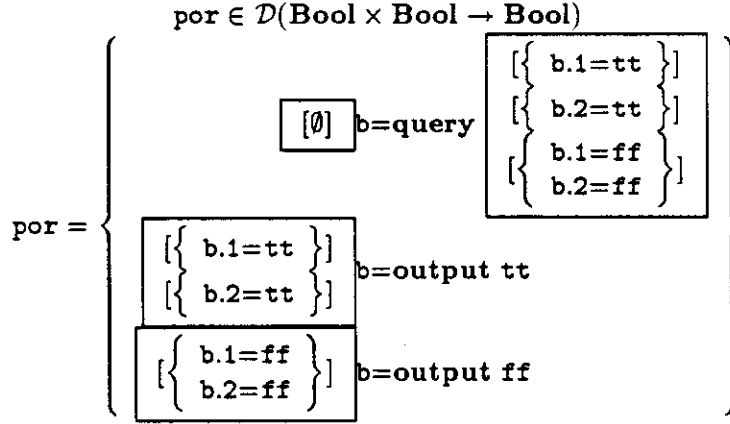 por ∈ 𝒟(Bool × Bool → Bool)
[{ b.1=tt }]
[∅] b=query [{ b.2=tt }]
[{ b.1=ff
b.2=ff }]
por = {
[{ b.1=tt }]
[{ b.2=tt }] b=output tt
[{ b.1=ff
b.2=ff }] b=output ff
}